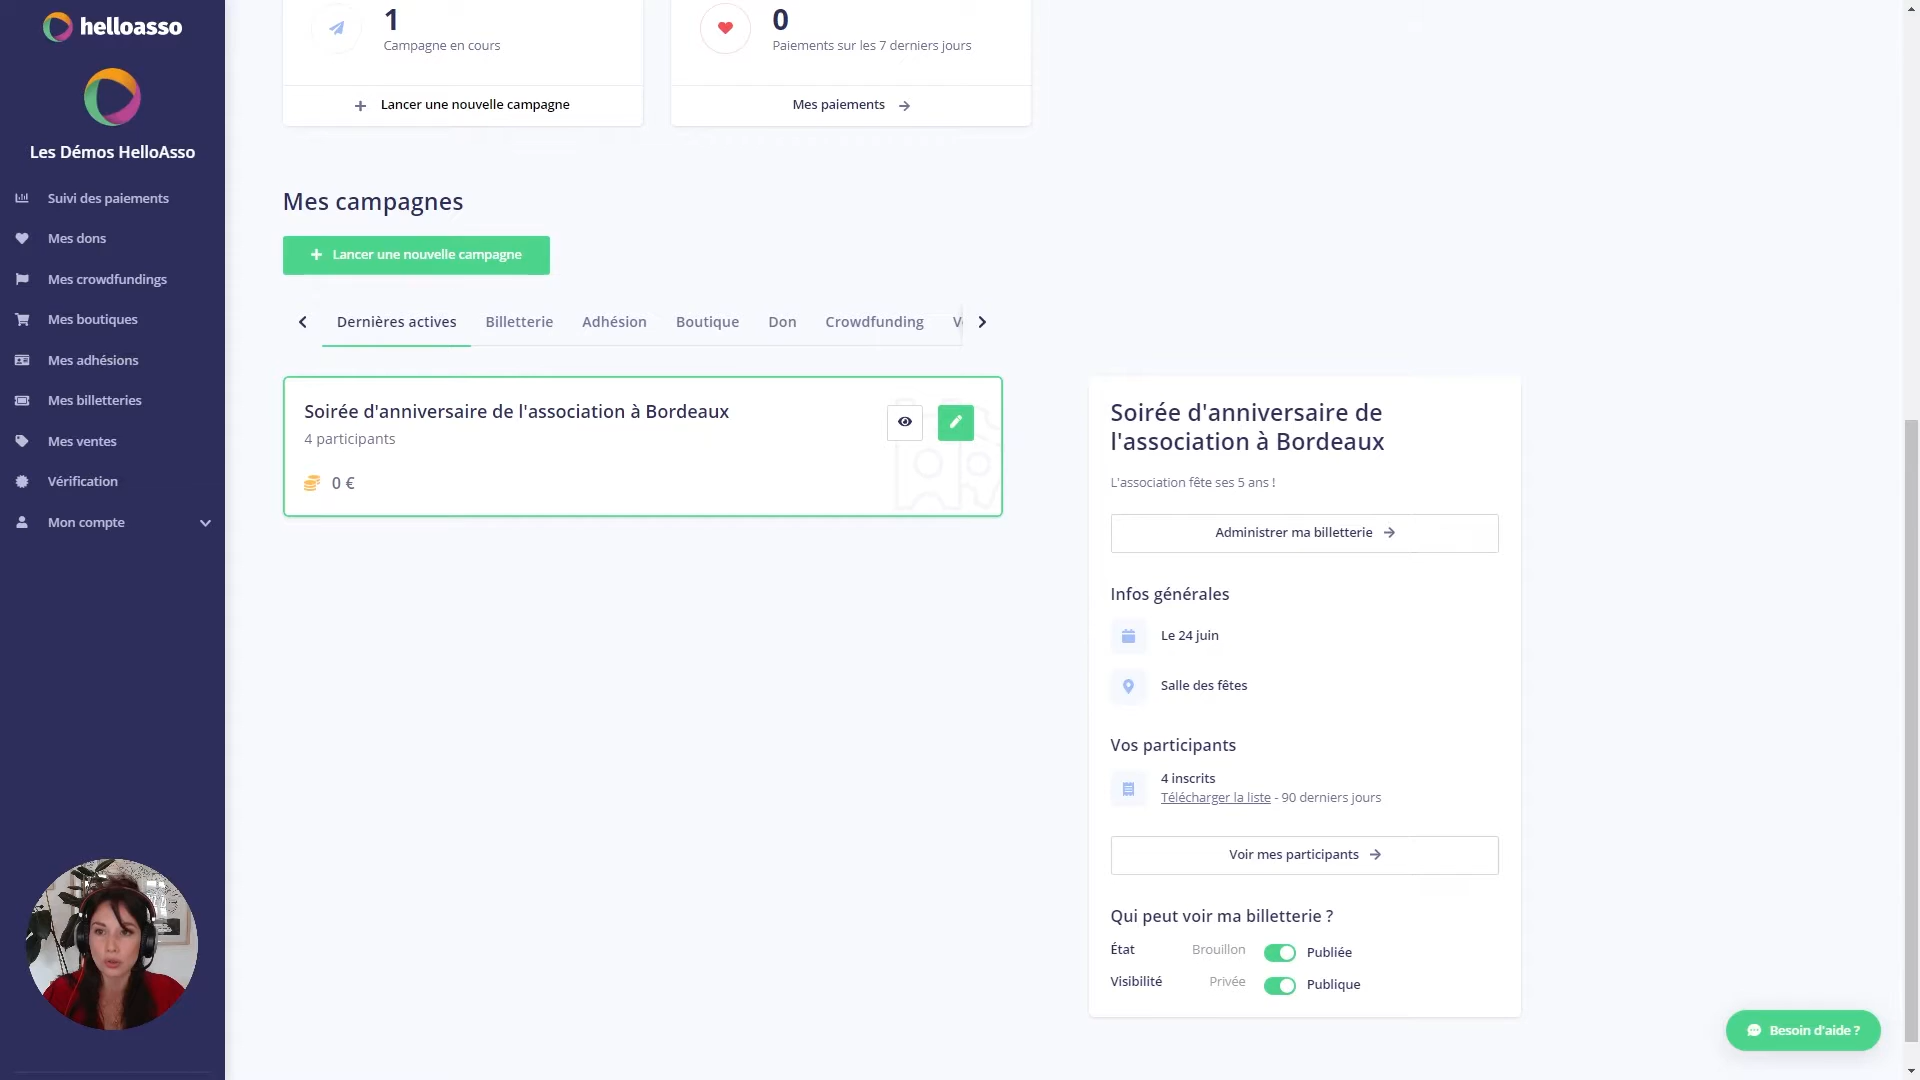 helloasso
Les Démos HelloAsso
Suivi des paiements
Mes dons
Mes crowdfundings
Mes boutiques
Mes adhésions
Mes billetteries
Mes ventes
Vérification
Mon compte
1
Campagne en cours
Lancer une nouvelle campagne
0
Paiements sur les 7 derniers jours
Mes paiements
Mes campagnes
Lancer une nouvelle campagne
Dernières actives Billetterie Adhésion Boutique Don Crowdfunding
Soirée d'anniversaire de l'association à Bordeaux
4 participants
0 €
Soirée d'anniversaire de
l'association à Bordeaux
L'association fête ses 5 ans !
Administrer ma billetterie
Infos générales
Le 24 juin
Salle des fêtes
Vos participants
4 inscrits
Télécharger la liste - 90 derniers jours
Voir mes participants
Qui peut voir ma billetterie ?
État Brouillon Publiée
Visibilité Privée Publique
Besoin d'aide ?